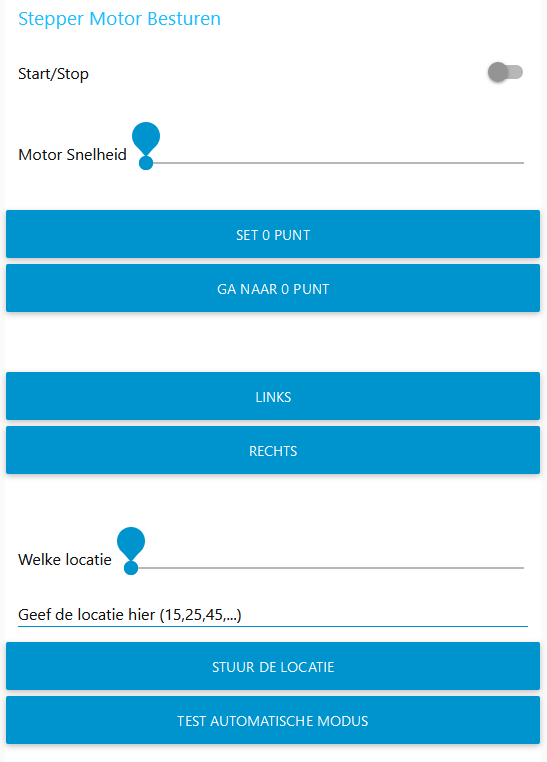 Stepper Motor Besturen
Start/Stop
Motor Snelheid
SET 0 PUNT
GA NAAR 0 PUNT
LINKS
RECHTS
Welke locatie
Geef de locatie hier (15,25,45,...)
STUUR DE LOCATIE
TEST AUTOMATISCHE MODUS